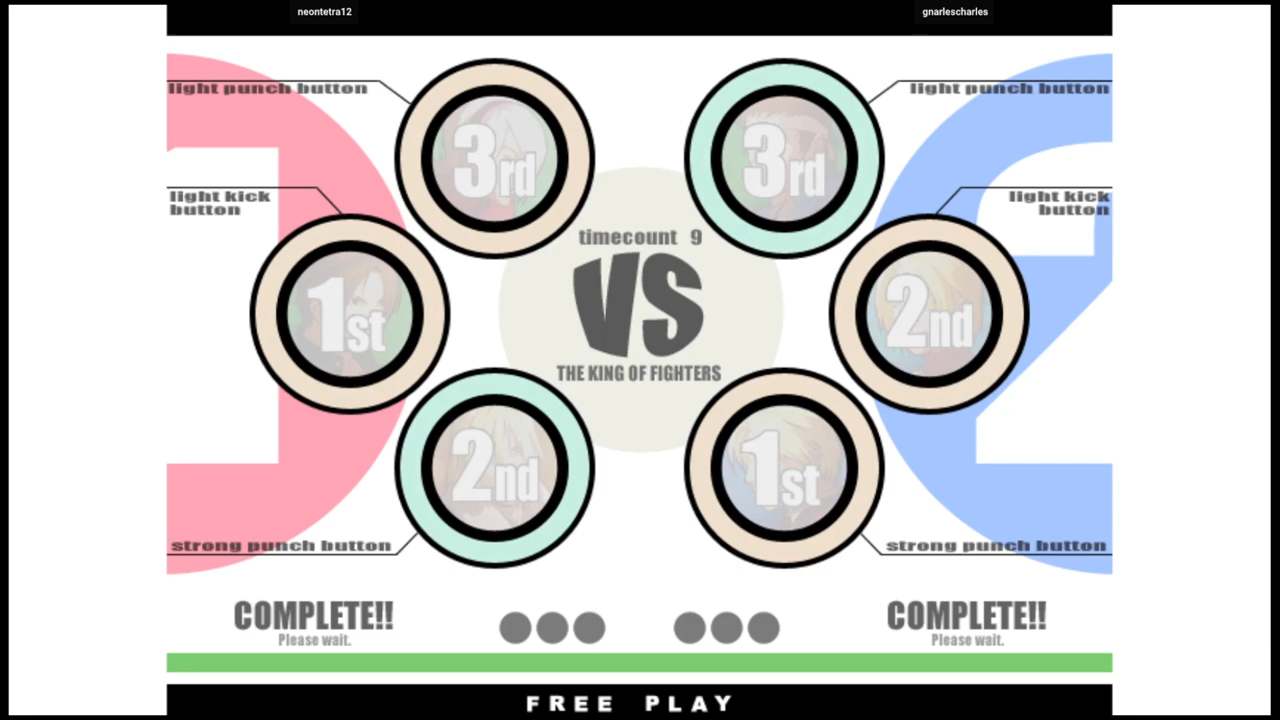 neontetra12
gnarlescharles
light punch button
3rd
3rd
light punch button
light kick
button
light kick
button
timecount 9
1st
VS
2nd
THE KING OF FIGHTERS
2nd
1st
strong punch button
strong punch button
COMPLETE!!
Please wait.
COMPLETE!!
Please wait.
FREE PLAY